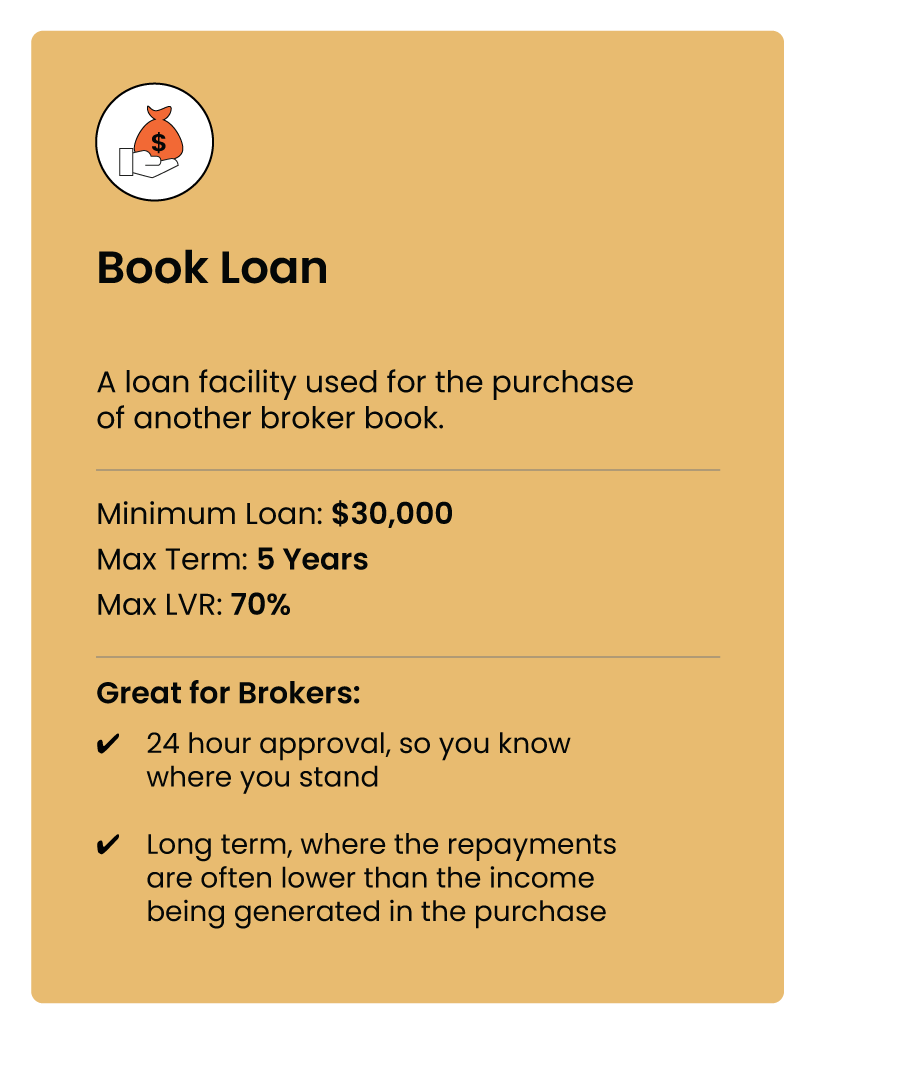 $
Book Loan
A loan facility used for the purchase
of another broker book.
Minimum Loan: $30,000
Max Term: 5 Years
Max LVR: 70%
Great for Brokers:
✔ 24 hour approval, so you know
where you stand
✔ Long term, where the repayments
are often lower than the income
being generated in the purchase